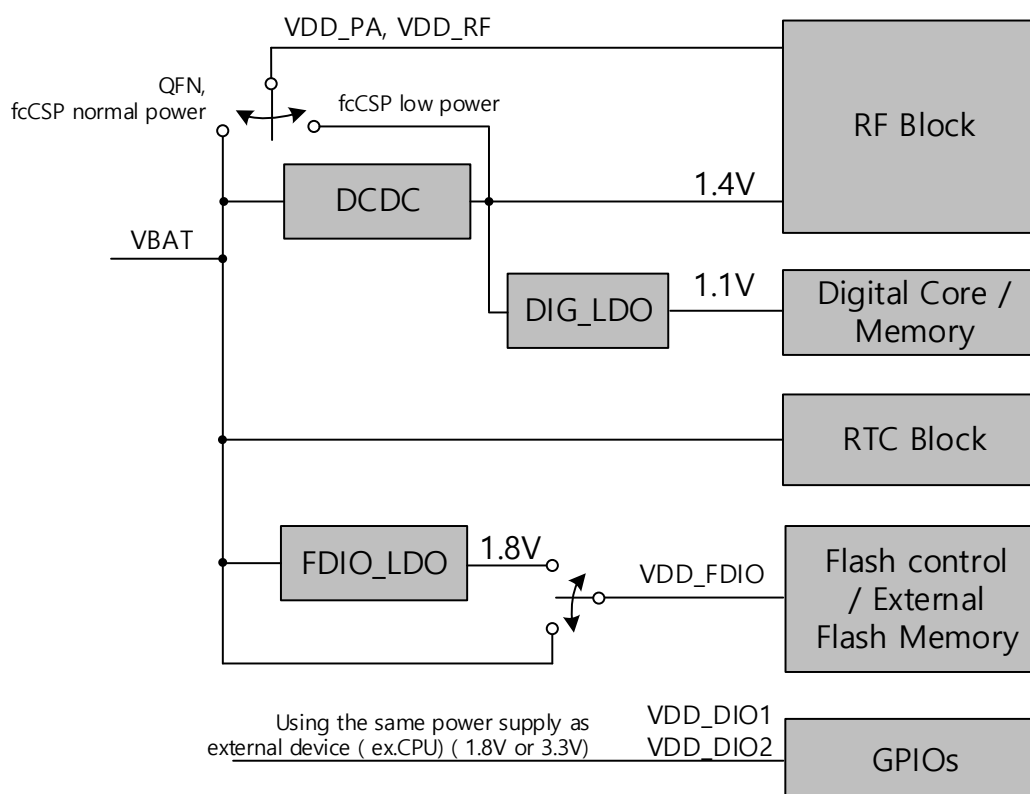 VDD_PA, VDD_RF
QFN,
fcCSP normal power
fcCSP low power
RF Block
DCDC
1.4V
VBAT
DIG_LDO
1.1V
Digital Core /
Memory
RTC Block
FDIO_LDO
1.8V
VDD_FDIO
Flash control
/ External
Flash Memory
Using the same power supply as
external device ( ex.CPU) ( 1.8V or 3.3V)
VDD_DIO1
VDD_DIO2
GPIOs